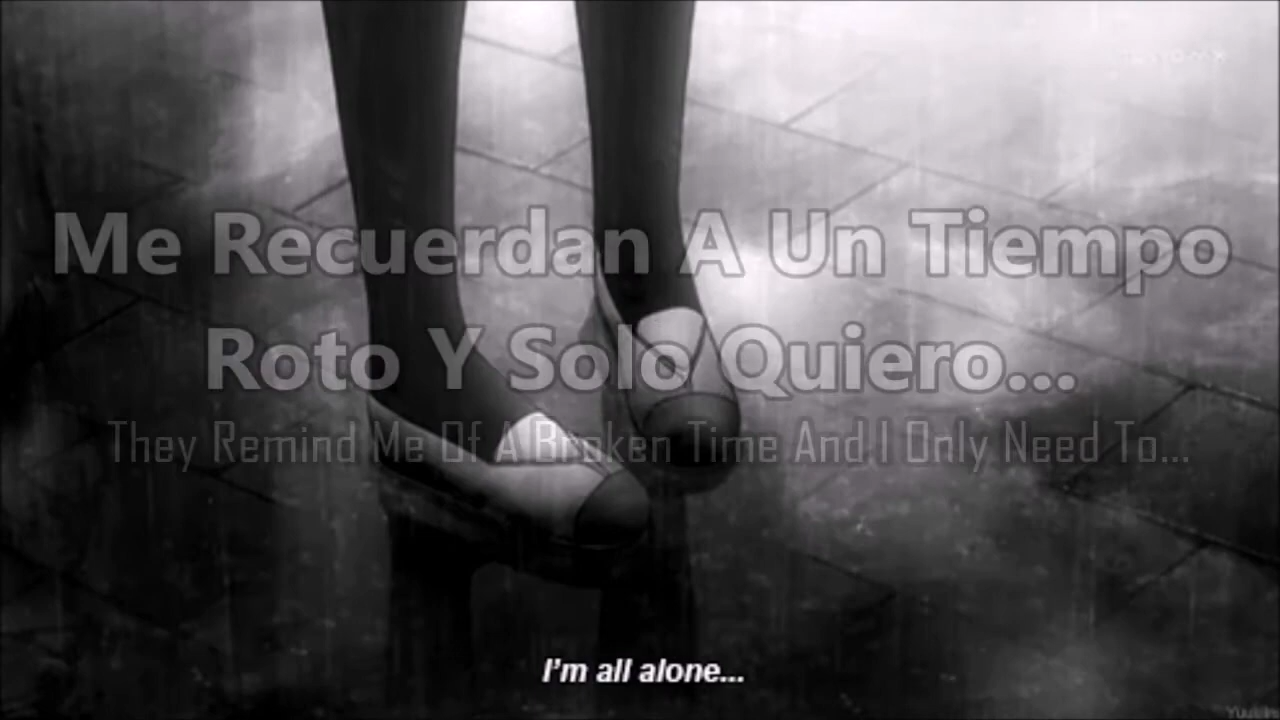 Me Recuerdan A Un Tiempo
Roto Y Solo Quiero...
They Remind Me Of A Broken Time And I Only Need To...
I'm all alone...